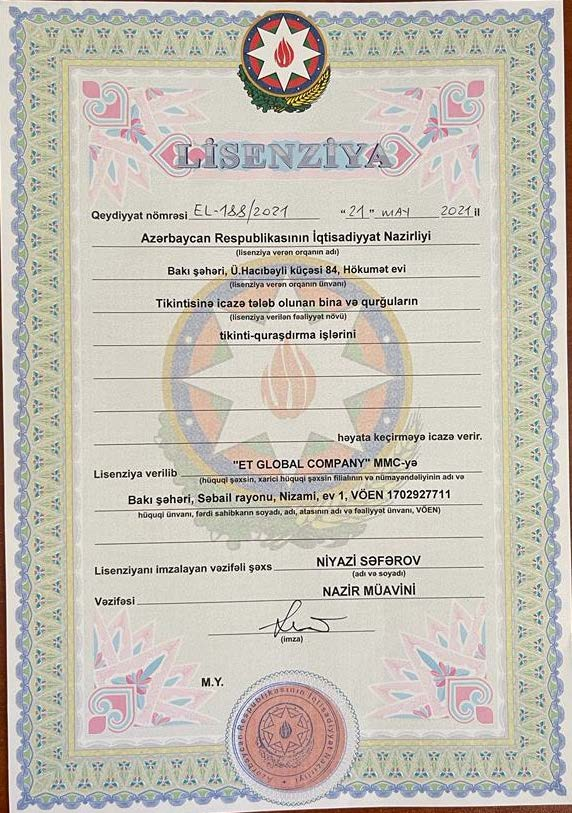 LİSENZİYA
Qeydiyyat nömrəsi EL-188/2021 "21" MAY 2021 il
Azərbaycan Respublikasının İqtisadiyyat Nazirliyi
(lisenziya verən orqanın adı)
Bakı şəhəri, Ü.Hacıbəyli küçəsi 84, Hökumət evi
(lisenziya verən orqanın ünvanı)
Tikintisinə icazə tələb olunan bina və qurğuların
(lisenziya verilən fəaliyyət növü)
tikinti-quraşdırma işlərini
həyata keçirməyə icazə verir.
Lisenziya verilib "ET GLOBAL COMPANY" MMC-yə
(hüquqi şəxsin, xarici hüquqi şəxsin filialının və nümayəndəliyinin adı və
Bakı şəhəri, Səbail rayonu, Nizami, ev 1, VÖEN 1702927711
hüquqi ünvanı, fərdi sahibkarın soyadı, adı, atasının adı və fəaliyyət ünvanı, VÖEN)
Lisenziyanı imzalayan vəzifəli şəxs NİYAZİ SƏFƏROV
(adı və soyadı)
Vəzifəsi NAZİR MÜAVİNİ
(imza)
M.Y.
Azərbaycan Respublikasının İqtisadiyyat Nazirliyi